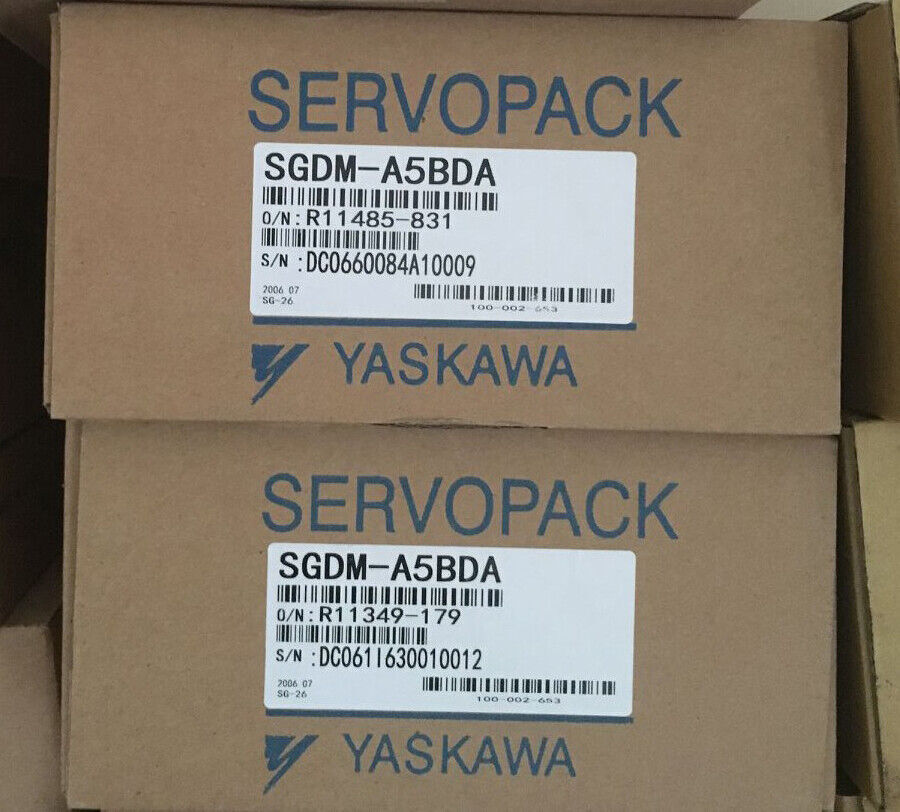 SERVOPACK
SGDM-A5BDA
O/N: R11485-831
S/N :DC0660084A10009
2006 07
SG-26
100-002-653
YASKAWA
SERVOPACK
SGDM-A5BDA
O/N: R11349-179
S/N :DC061I630010012
2006 07
SG-26
100-002-653
YASKAWA